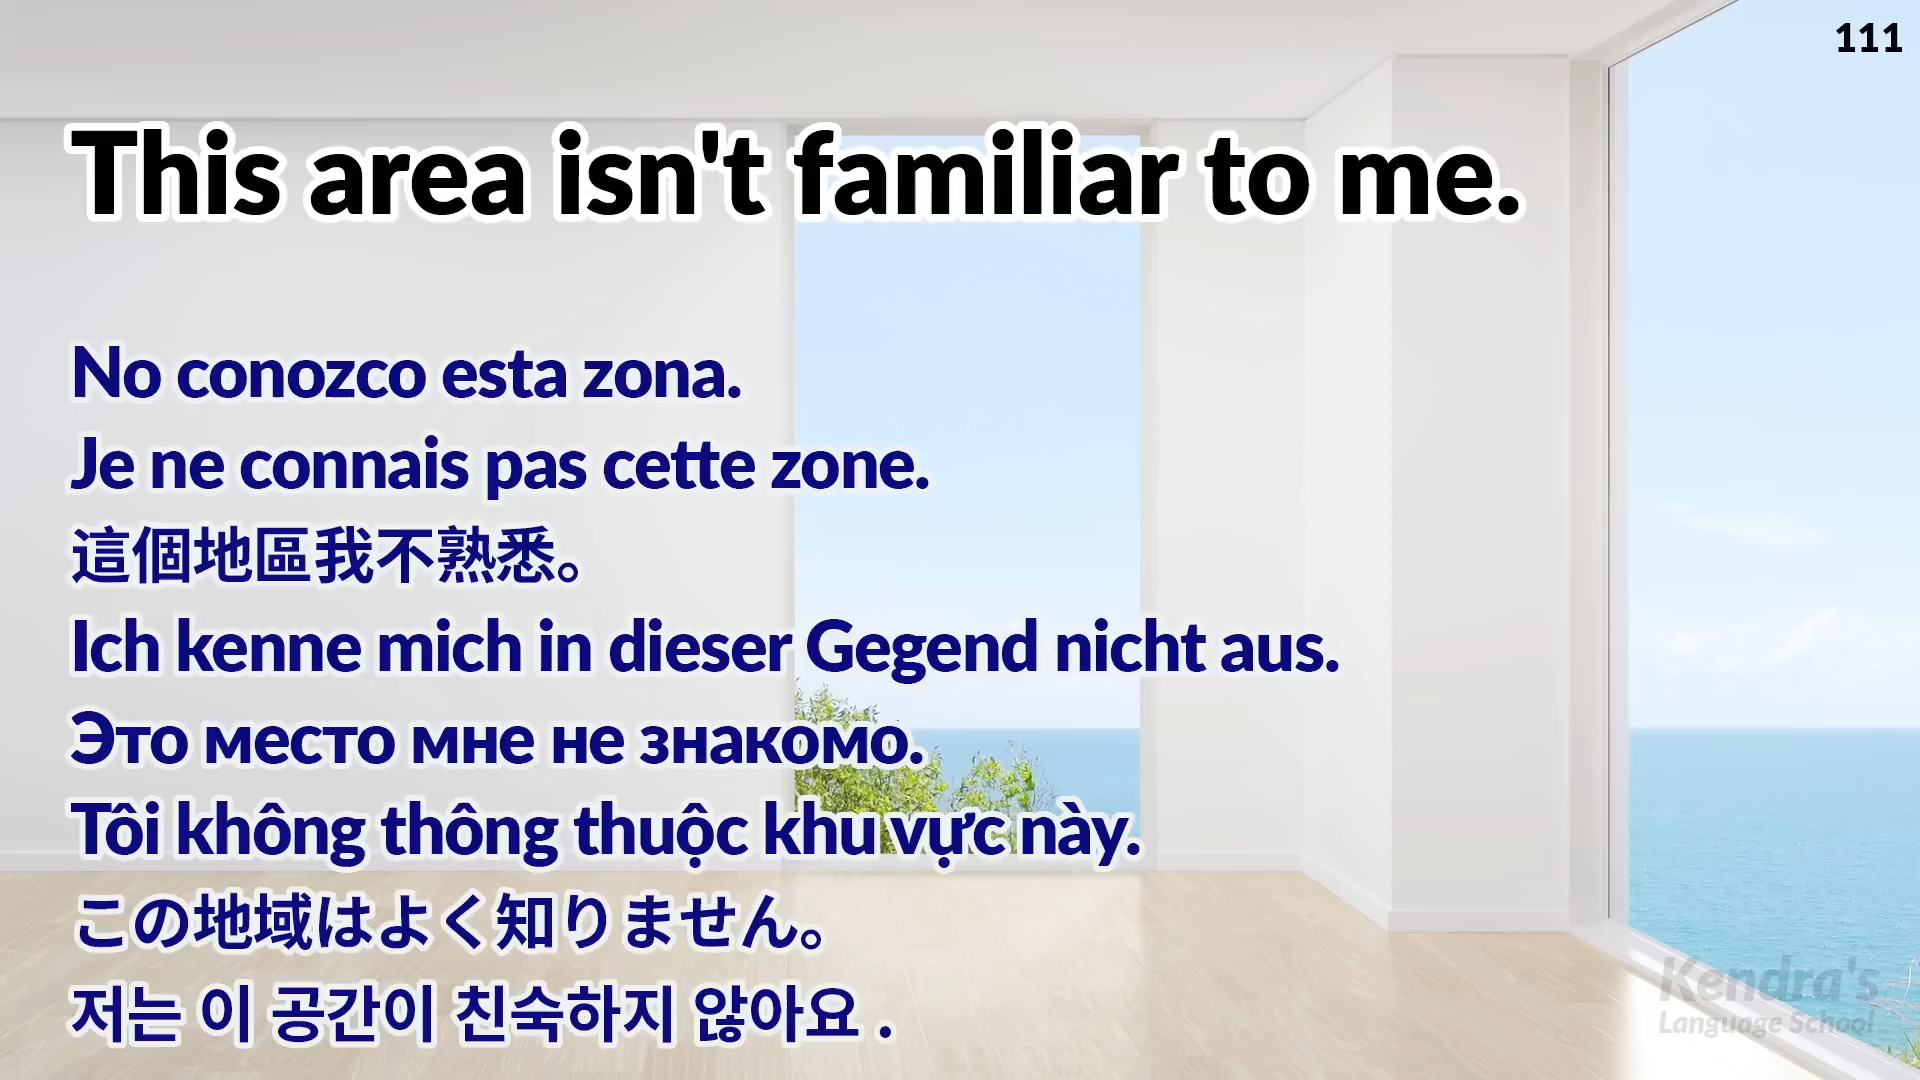 111
This area isn't familiar to me.
No conozco esta zona.
Je ne connais pas cette zone.
這個地區我不熟悉。
Ich kenne mich in dieser Gegend nicht aus.
Это место мне не знакомо.
Tôi không thông thuộc khu vực này.
この地域はよく知りません。
저는 이 공간이 친숙하지 않아요 .
Kendra's
Language School